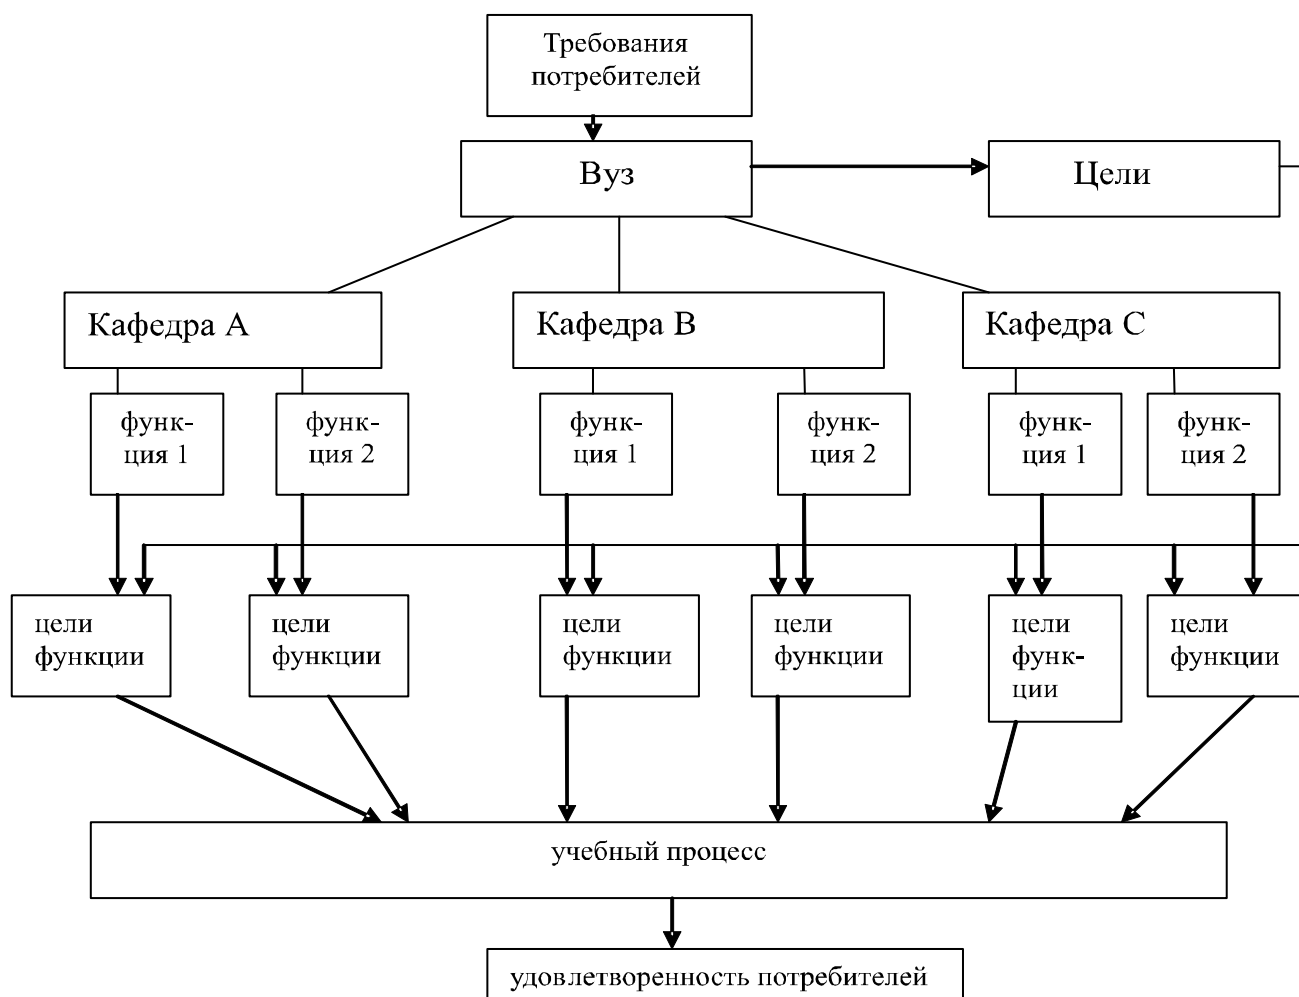 Требования
потребителей
Вуз
Цели
Кафедра А
Кафедра В
Кафедра С
функ-
ция 1
функ-
ция 2
функ-
ция 1
функ-
ция 2
функ-
ция 1
функ-
ция 2
цели
функции
цели
функции
цели
функции
цели
функции
цели
функ-
ции
цели
функции
учебный процесс
удовлетворенность потребителей